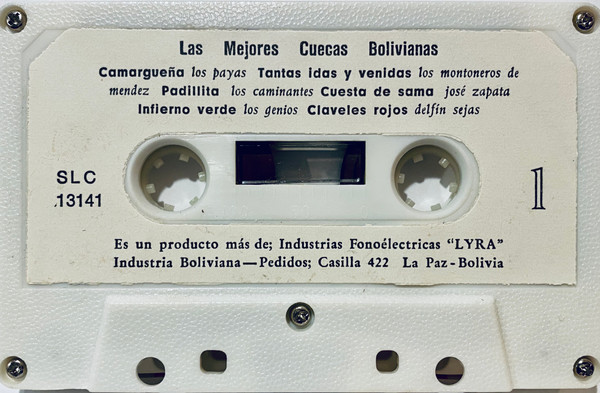 Las Mejores Cuecas Bolivianas
Camargueña los payas Tantas idas y venidas los montoneros de
mendez Padillita los caminantes Cuesta de sama josé zapata
Infierno verde los genios Claveles rojos delfín sejas
SLC
13141
1
Es un producto más de; Industrias Fonoélectricas "LYRA"
Industria Boliviana—Pedidos; Casilla 422 La Paz-Bolivia